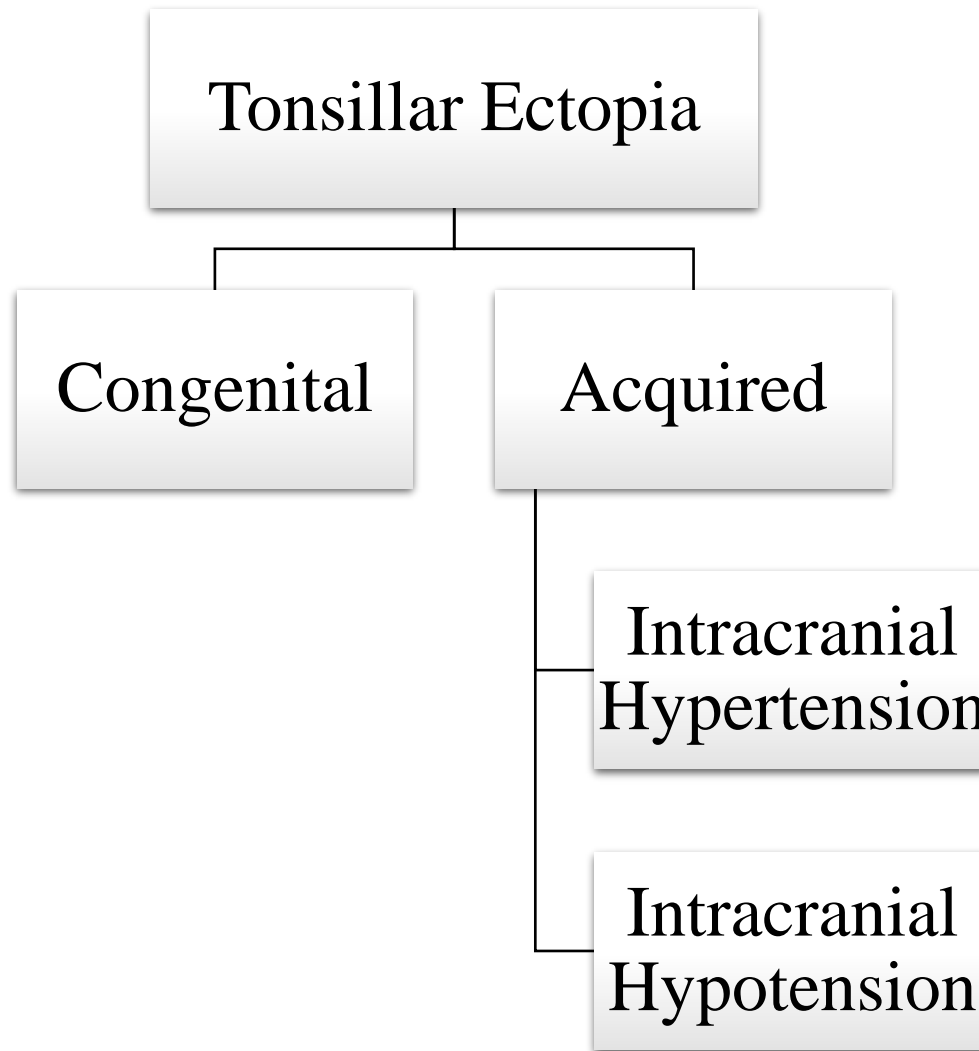 Tonsillar Ectopia
Congenital
Acquired
Intracranial
Hypertension
Intracranial
Hypotension